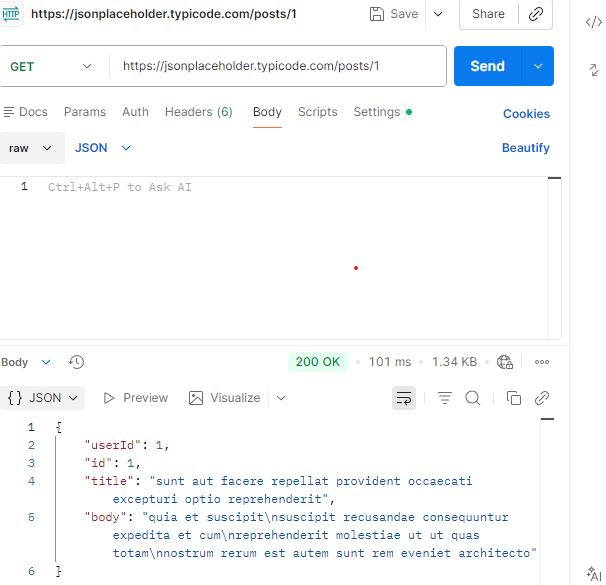 HTTP https://jsonplaceholder.typicode.com/posts/1 Save Share </>
GET https://jsonplaceholder.typicode.com/posts/1 Send
Docs Params Auth Headers (6) Body Scripts Settings Cookies
raw JSON Beautify
1 Ctrl+Alt+P to Ask AI
Body 200 OK • 101 ms • 1.34 KB •
{} JSON Preview Visualize
1 {
2 "userId": 1,
3 "id": 1,
4 "title": "sunt aut facere repellat provident occaecati
excepturi optio reprehenderit",
5 "body": "quia et suscipit\nsuscipit recusandae consequuntur
expedita et cum\nreprehenderit molestiae ut ut quas
totam\nnostrum rerum est autem sunt rem eveniet architecto"
6 }
AI